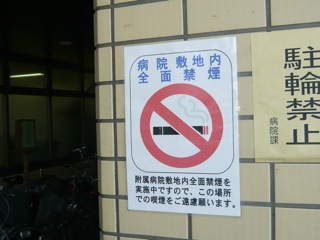 病院敷地内
全面禁煙
附属病院敷地内全面禁煙を
実施中ですので、この場所
での喫煙をご遠慮願います。
駐輪禁止
病院課